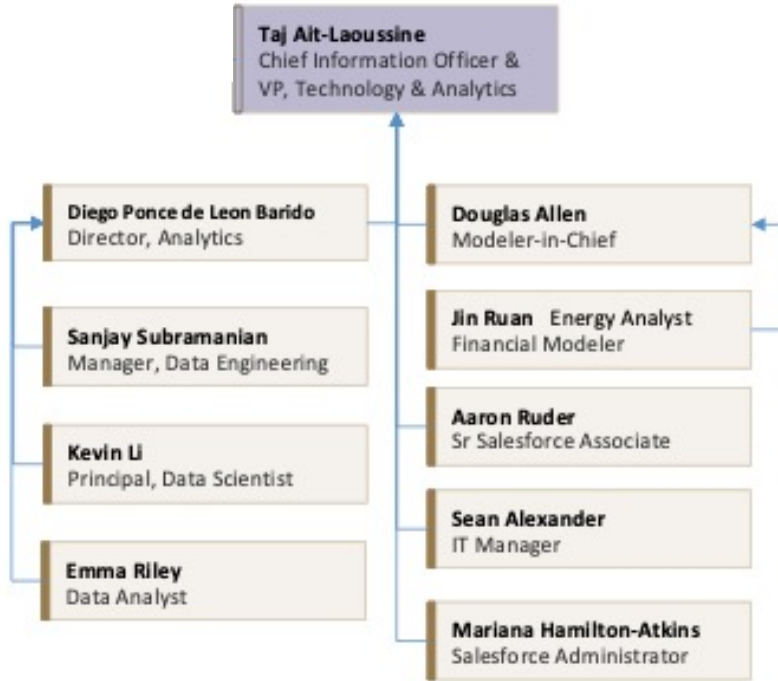 Taj Ait-Laoussine
Chief Information Officer &
VP, Technology & Analytics
Diego Ponce de Leon Barido
Director, Analytics
Sanjay Subramanian
Manager, Data Engineering
Kevin Li
Principal, Data Scientist
Emma Riley
Data Analyst
Douglas Allen
Modeler-in-Chief
Jin Ruan Energy Analyst
Financial Modeler
Aaron Ruder
Sr Salesforce Associate
Sean Alexander
IT Manager
Mariana Hamilton-Atkins
Salesforce Administrator